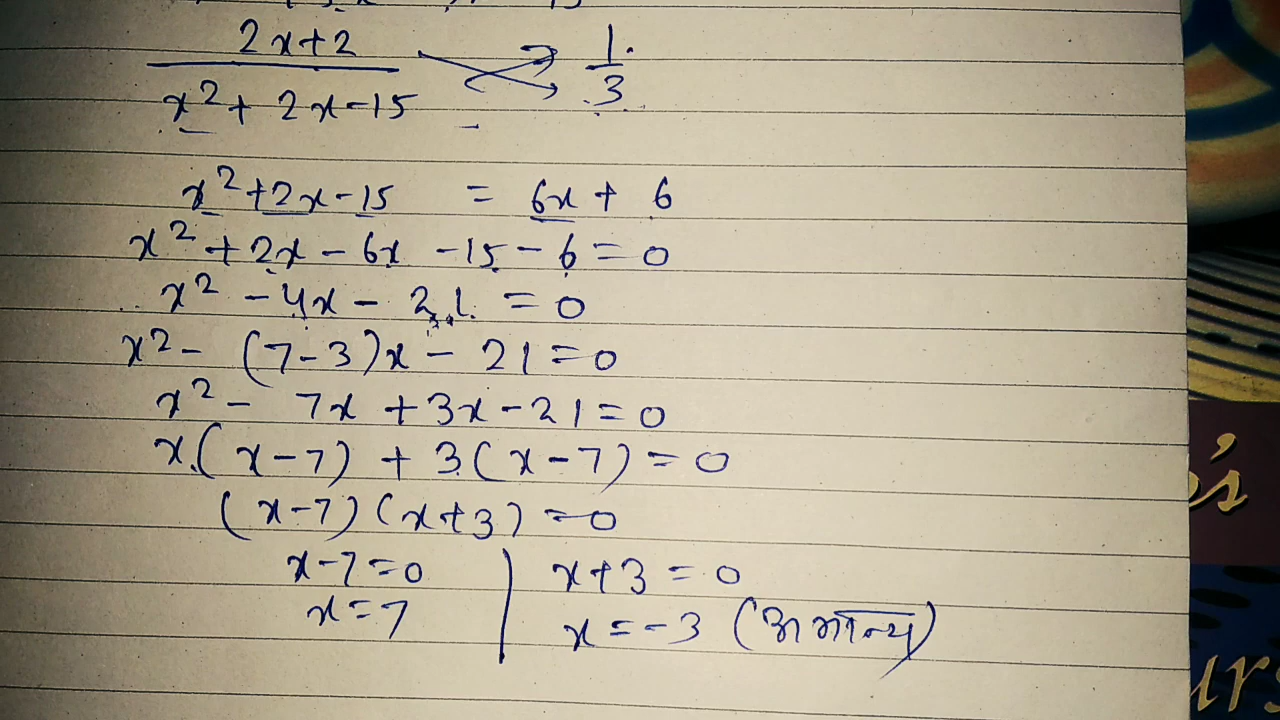 2x+2 1
x²+2x-15 3
x²+2x-15 = 6x+6
x²+2x-6x-15-6=0
x²-4x-21=0
x²-(7-3)x-21=0
x²-7x+3x-21=0
x(x-7)+3(x-7)=0
(x-7)(x+3)=0
x-7=0 | x+3=0
x=7 | x=-3 (अमान्य)